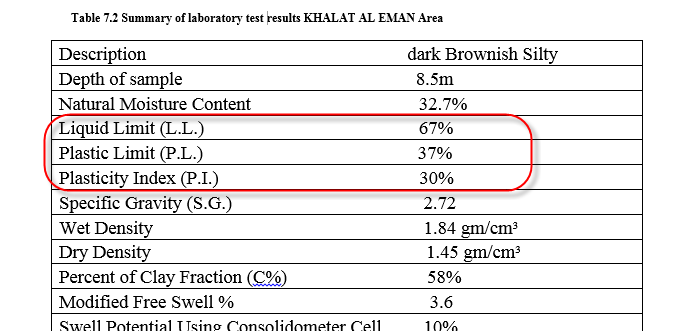 Table 7.2 Summary of laboratory test results KHALAT AL EMAN Area
Description dark Brownish Silty
Depth of sample 8.5m
Natural Moisture Content 32.7%
Liquid Limit (L.L.) 67%
Plastic Limit (P.L.) 37%
Plasticity Index (P.I.) 30%
Specific Gravity (S.G.) 2.72
Wet Density 1.84 gm/cm³
Dry Density 1.45 gm/cm³
Percent of Clay Fraction (C%) 58%
Modified Free Swell % 3.6
Swell Potential Using Consolidometer Cell 10%